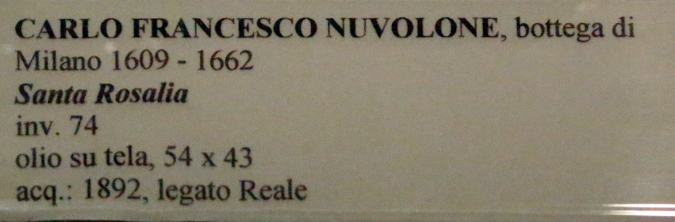 CARLO FRANCESCO NUVOLONE, bottega di
Milano 1609 - 1662
Santa Rosalia
inv. 74
olio su tela, 54 x 43
acq.: 1892, legato Reale